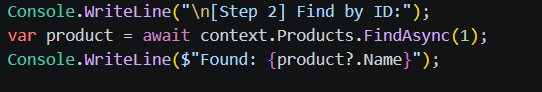 Console.WriteLine("\n[Step 2] Find by ID:");
var product = await context.Products.FindAsync(1);
Console.WriteLine($"Found: {product?.Name}");